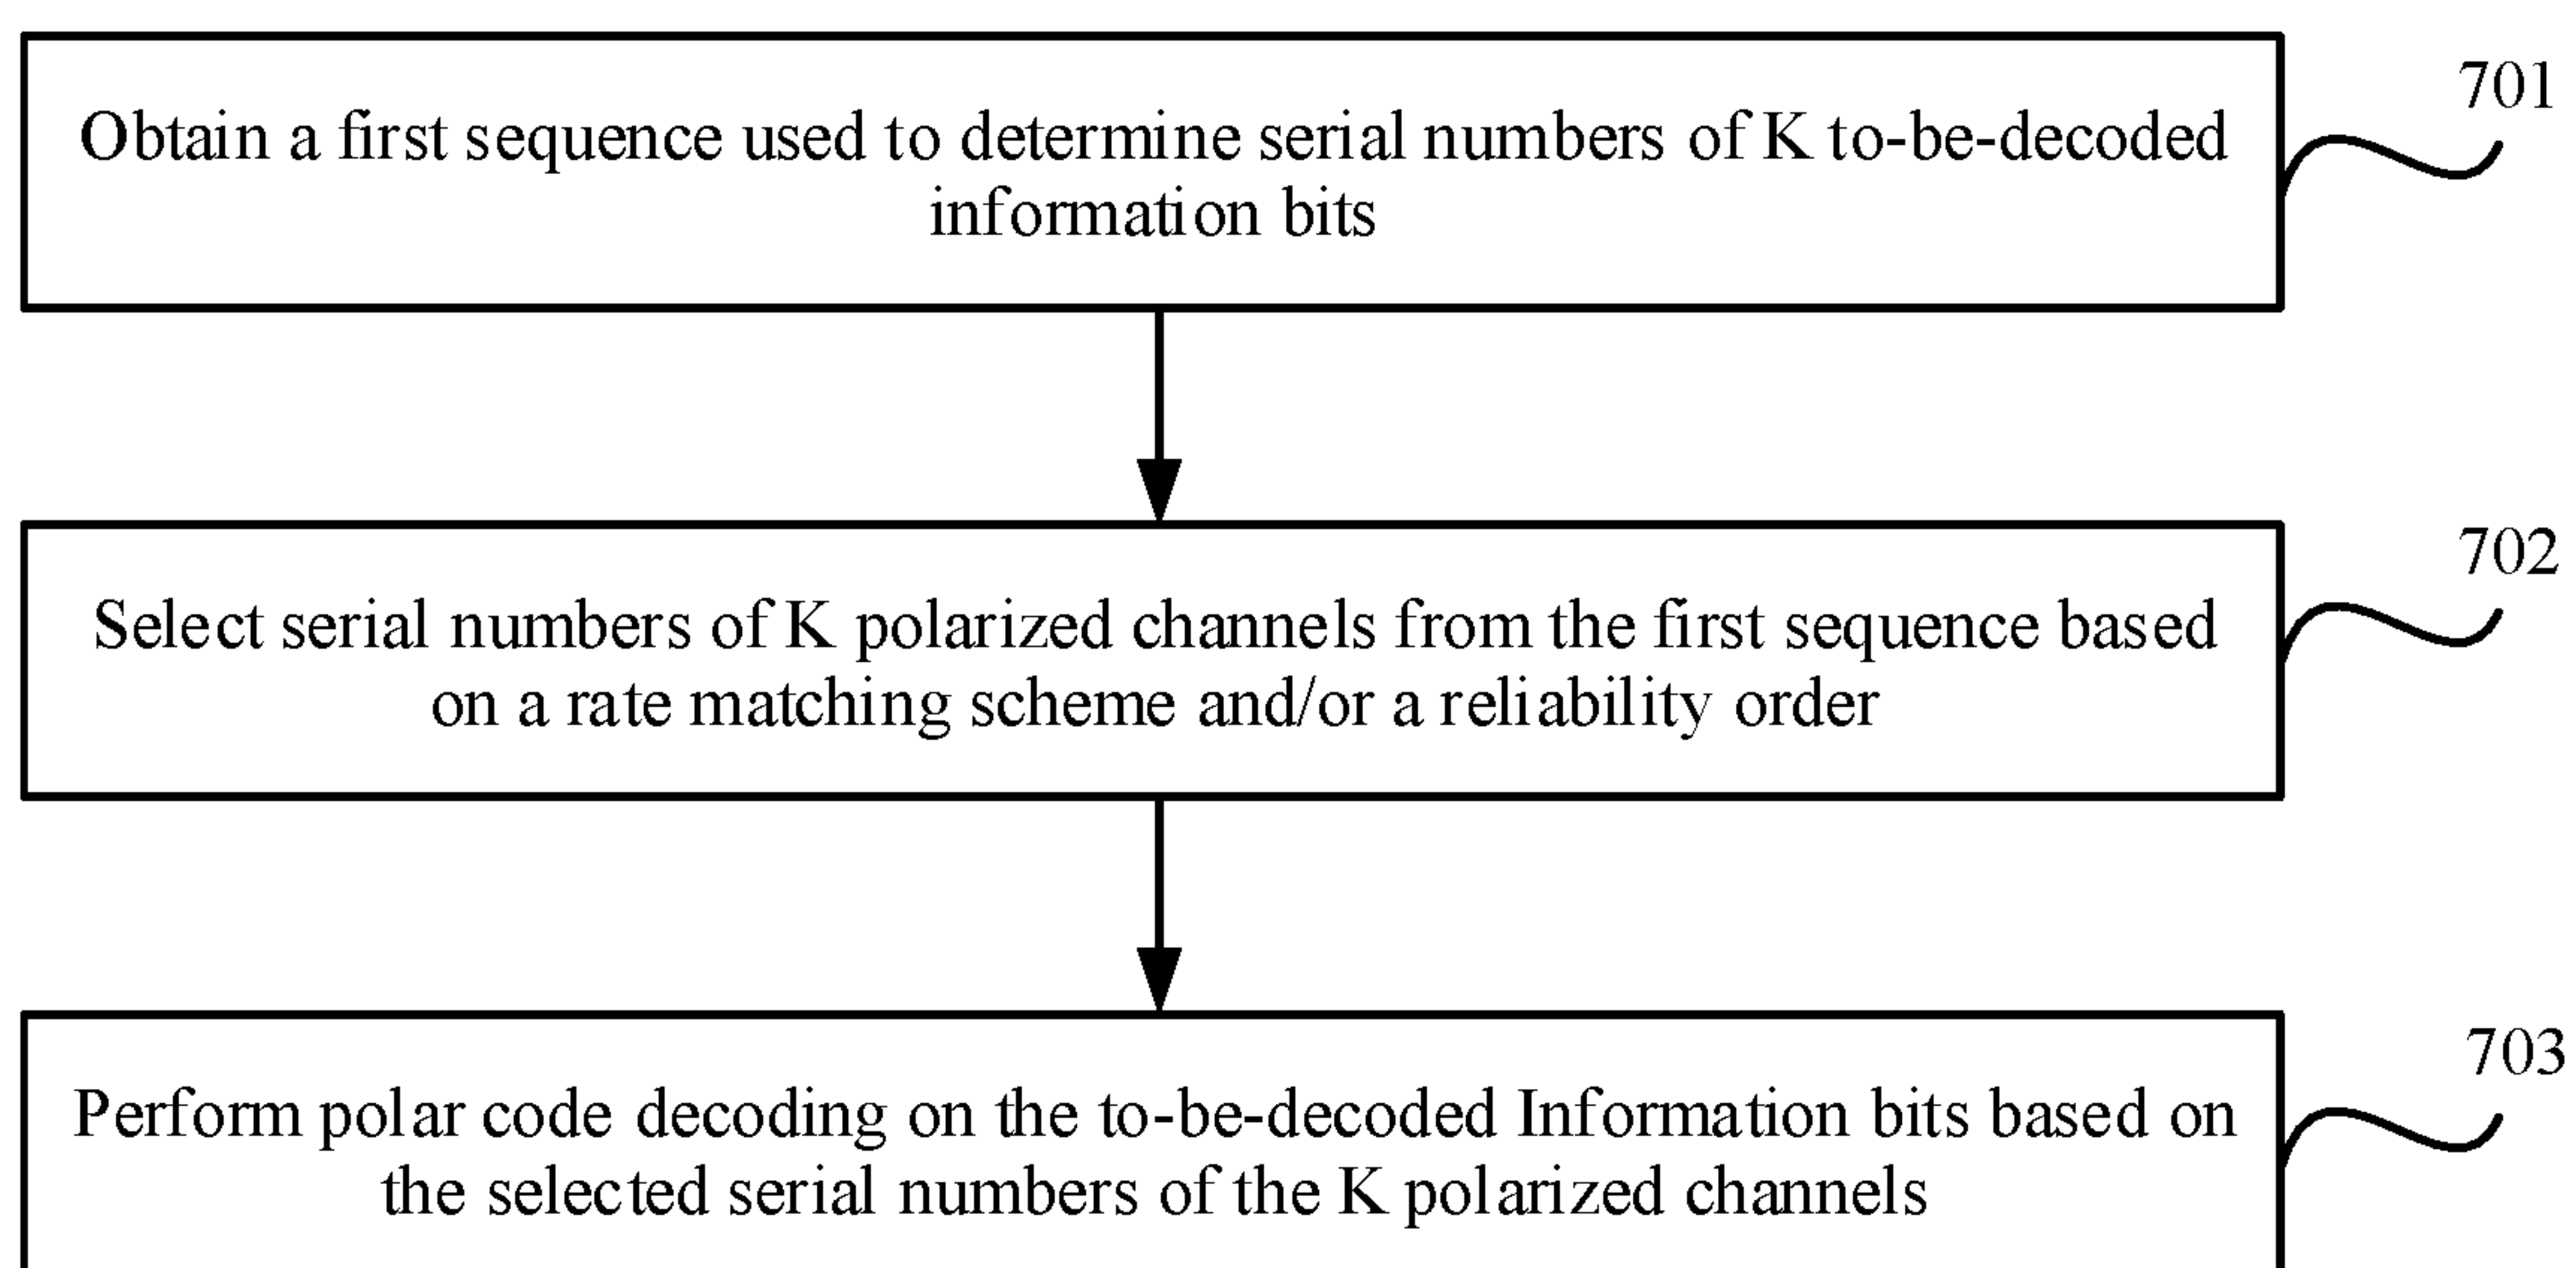 701
Obtain a first sequence used to determine serial numbers of K to-be-decoded
information bits
702
Select serial numbers of K polarized channels from the first sequence based
on a rate matching scheme and/or a reliability order
703
Perform polar code decoding on the to-be-decoded Information bits based on
the selected serial numbers of the K polarized channels